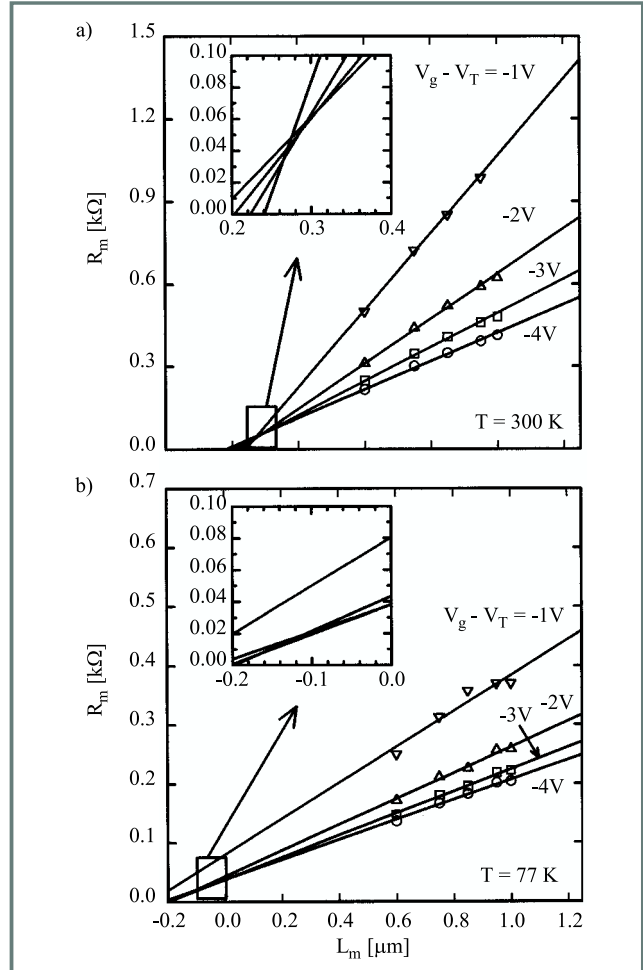 a)
1.5
1.2
0.9
0.6
0.3
0.0
R_m [kΩ]
0.10
0.08
0.06
0.04
0.02
0.00
0.2 0.3 0.4
V_g - V_T = -1V
-2V
-3V
-4V
T = 300 K
b)
0.7
0.6
0.5
0.4
0.3
0.2
0.1
0.0
R_m [kΩ]
0.10
0.08
0.06
0.04
0.02
0.00
-0.2 -0.1 0.0
V_g - V_T = -1V
-2V
-3V
-4V
T = 77 K
-0.2 0.0 0.2 0.4 0.6 0.8 1.0
L_m [µm]